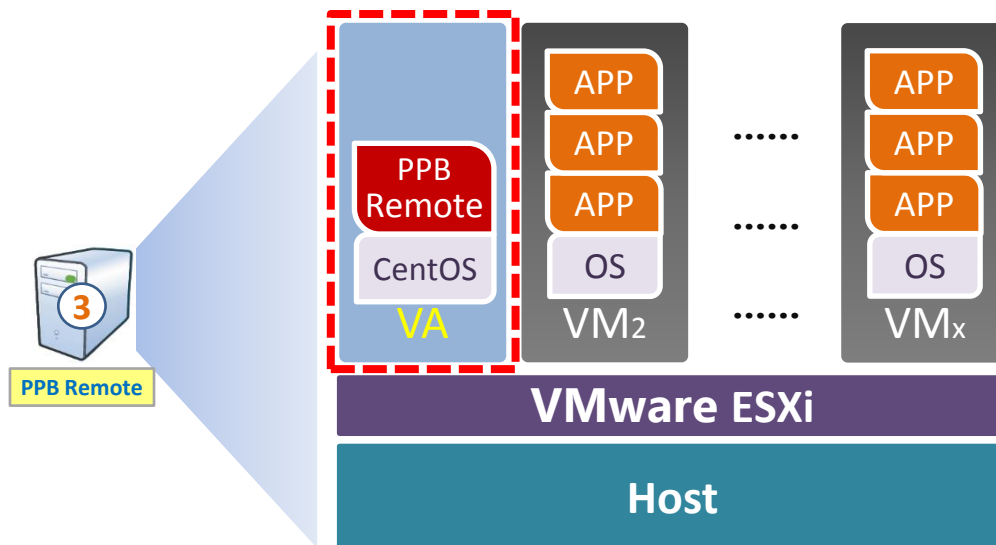 3
PPB Remote
PPB
Remote
CentOS
VA
APP
APP
APP
OS
VM2
......
......
......
APP
APP
APP
OS
VMx
VMware ESXi
Host